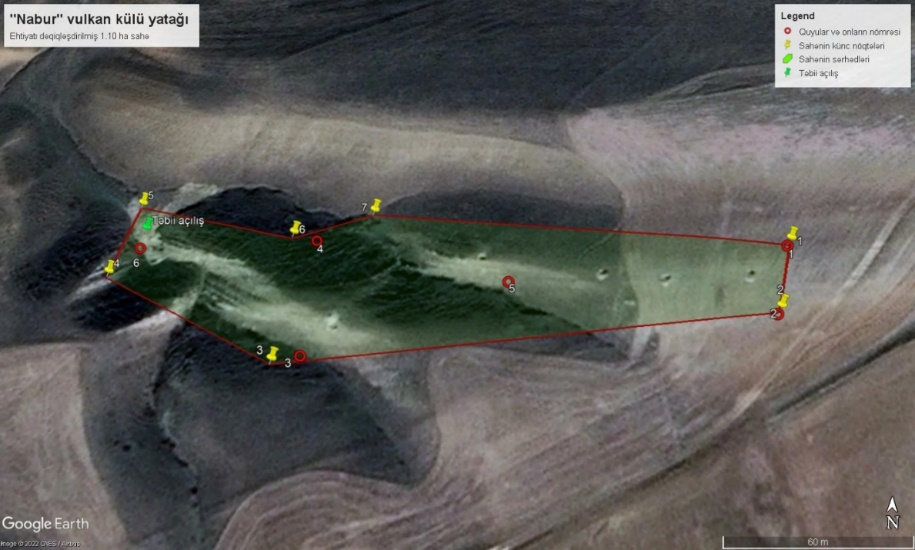 "Nabur" vulkan külü yatağı
Ehtiyatı dəqiqləşdirilmiş 1.10 ha sahə
Legend
Quyular və onların nömrəsi
Sahənin künc nöqtələri
Sahənin sərhədləri
Təbii açılış
5
Təbii açılış
7
6
4
1
1
4
6
5
2
2
3
3
N
Google Earth
60 m